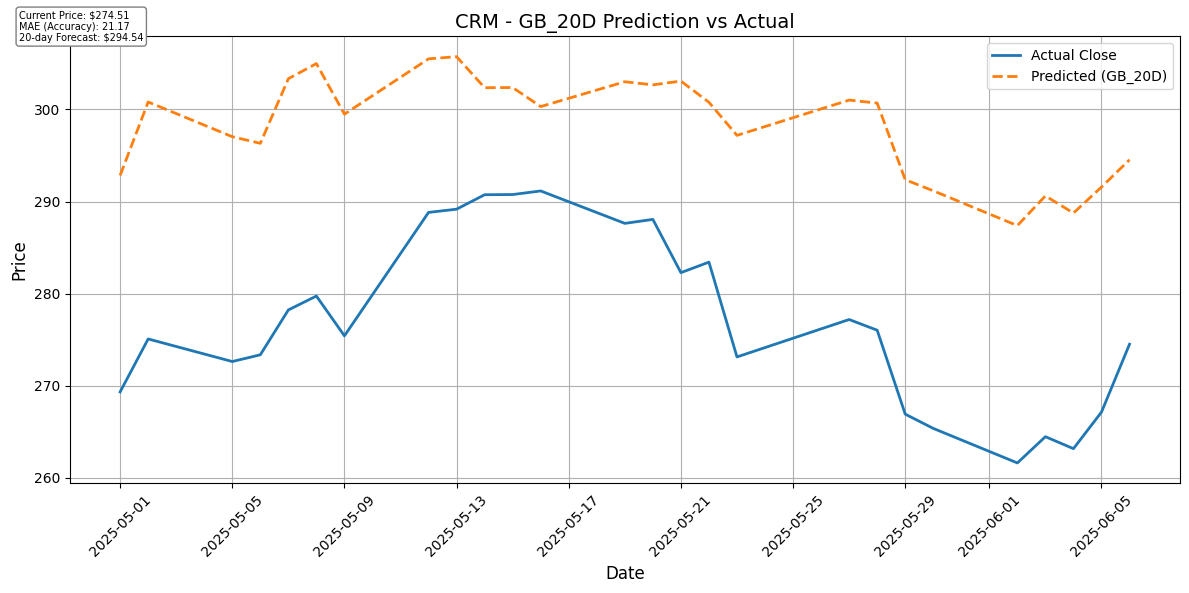 CRM - GB_20D Prediction vs Actual
Current Price: $274.51
MAE (Accuracy): 21.17
20-day Forecast: $294.54
Actual Close
Predicted (GB_20D)
Price
300
290
280
270
260
2025-05-01
2025-05-05
2025-05-09
2025-05-13
2025-05-17
2025-05-21
2025-05-25
2025-05-29
2025-06-01
2025-06-05
Date